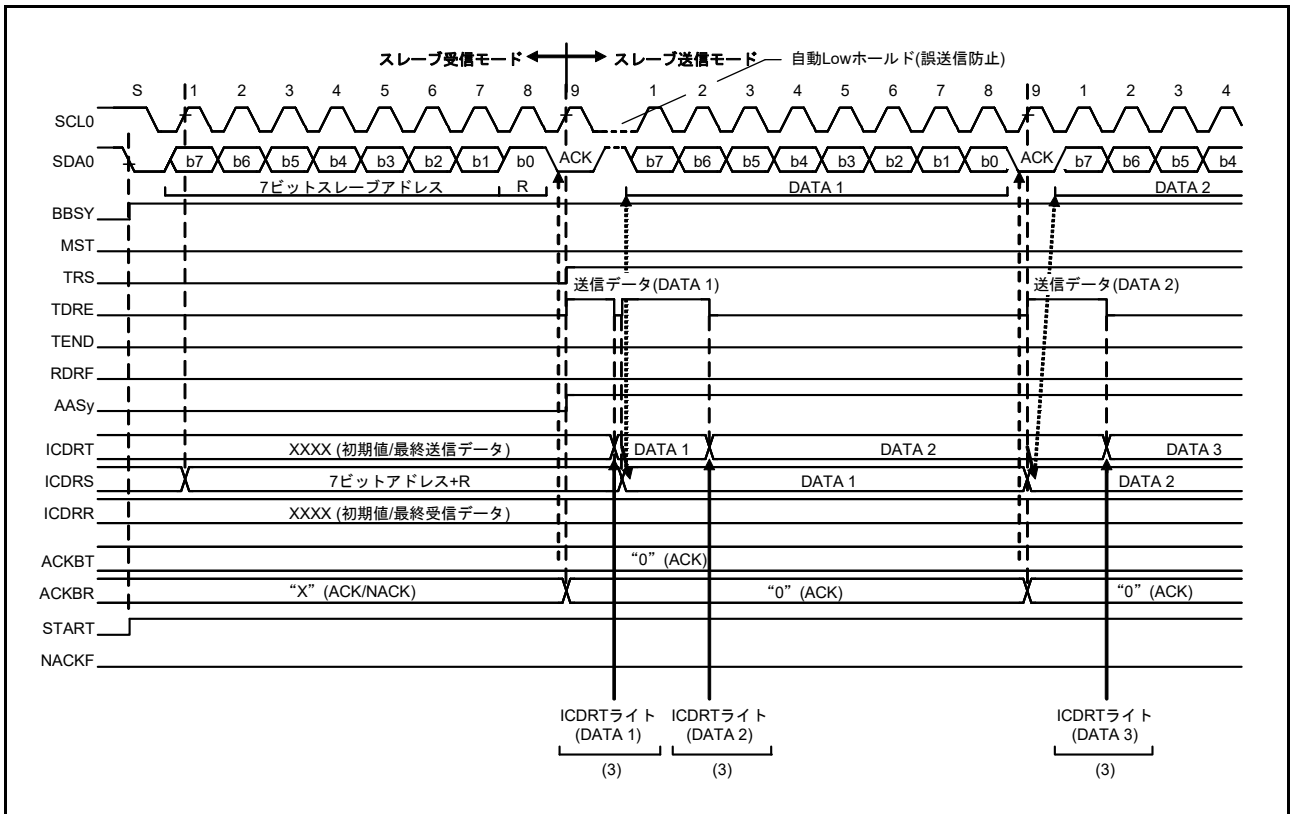 スレーブ受信モード スレーブ送信モード 自動Lowホールド(誤送信防止)
S 1 2 3 4 5 6 7 8 9 1 2 3 4 5 6 7 8 9 1 2 3 4
SCL0
SDA0 b7 b6 b5 b4 b3 b2 b1 b0 ACK b7 b6 b5 b4 b3 b2 b1 b0 ACK b7 b6 b5 b4
7ビットスレーブアドレス R DATA 1 DATA 2
BBSY
MST
TRS
送信データ(DATA 1) 送信データ(DATA 2)
TDRE
TEND
RDRF
AASy
ICDRT XXXX (初期値/最終送信データ) DATA 1 DATA 2 DATA 3
ICDRS 7ビットアドレス+R DATA 1 DATA 2
ICDRR XXXX (初期値/最終受信データ)
ACKBT “0” (ACK)
ACKBR “X” (ACK/NACK) “0” (ACK) “0” (ACK)
START
NACKF
ICDRTライト ICDRTライト ICDRTライト
(DATA 1) (DATA 2) (DATA 3)
(3) (3) (3)